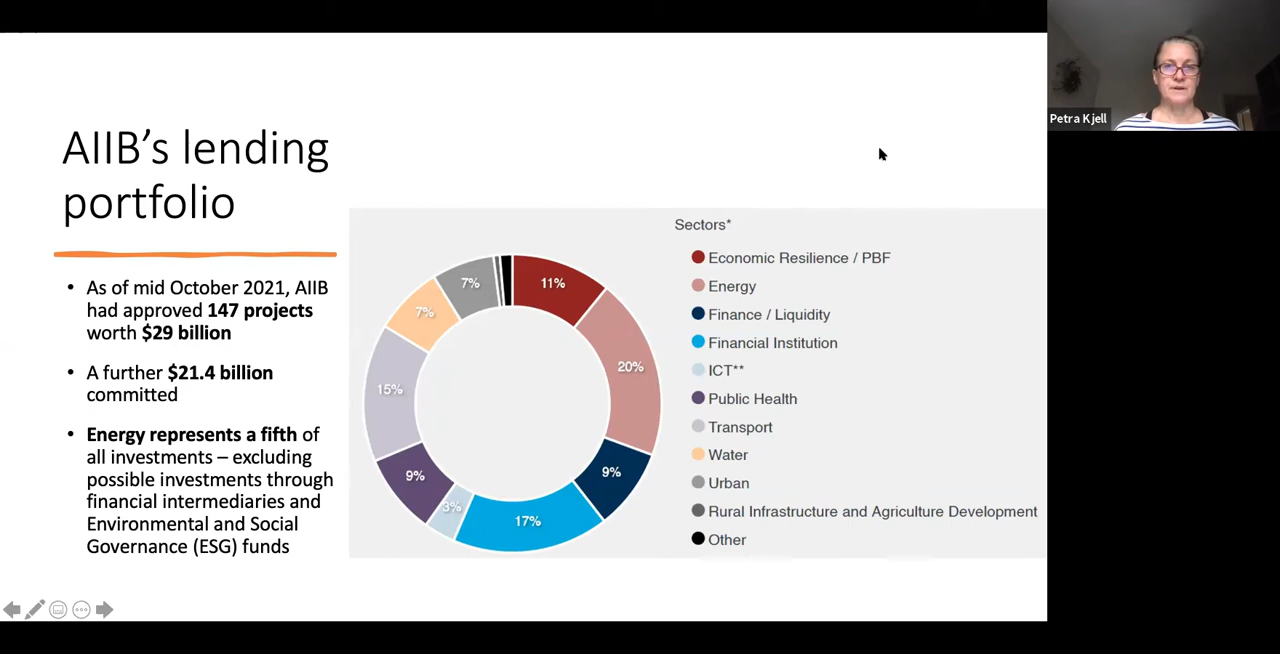 AIIB’s lending
portfolio
• As of mid October 2021, AIIB
had approved 147 projects
worth $29 billion
• A further $21.4 billion
committed
• Energy represents a fifth of
all investments – excluding
possible investments through
financial intermediaries and
Environmental and Social
Governance (ESG) funds
11%
20%
9%
17%
3%
9%
15%
7%
7%
Sectors*
Economic Resilience / PBF
Energy
Finance / Liquidity
Financial Institution
ICT**
Public Health
Transport
Water
Urban
Rural Infrastructure and Agriculture Development
Other
Petra Kjell